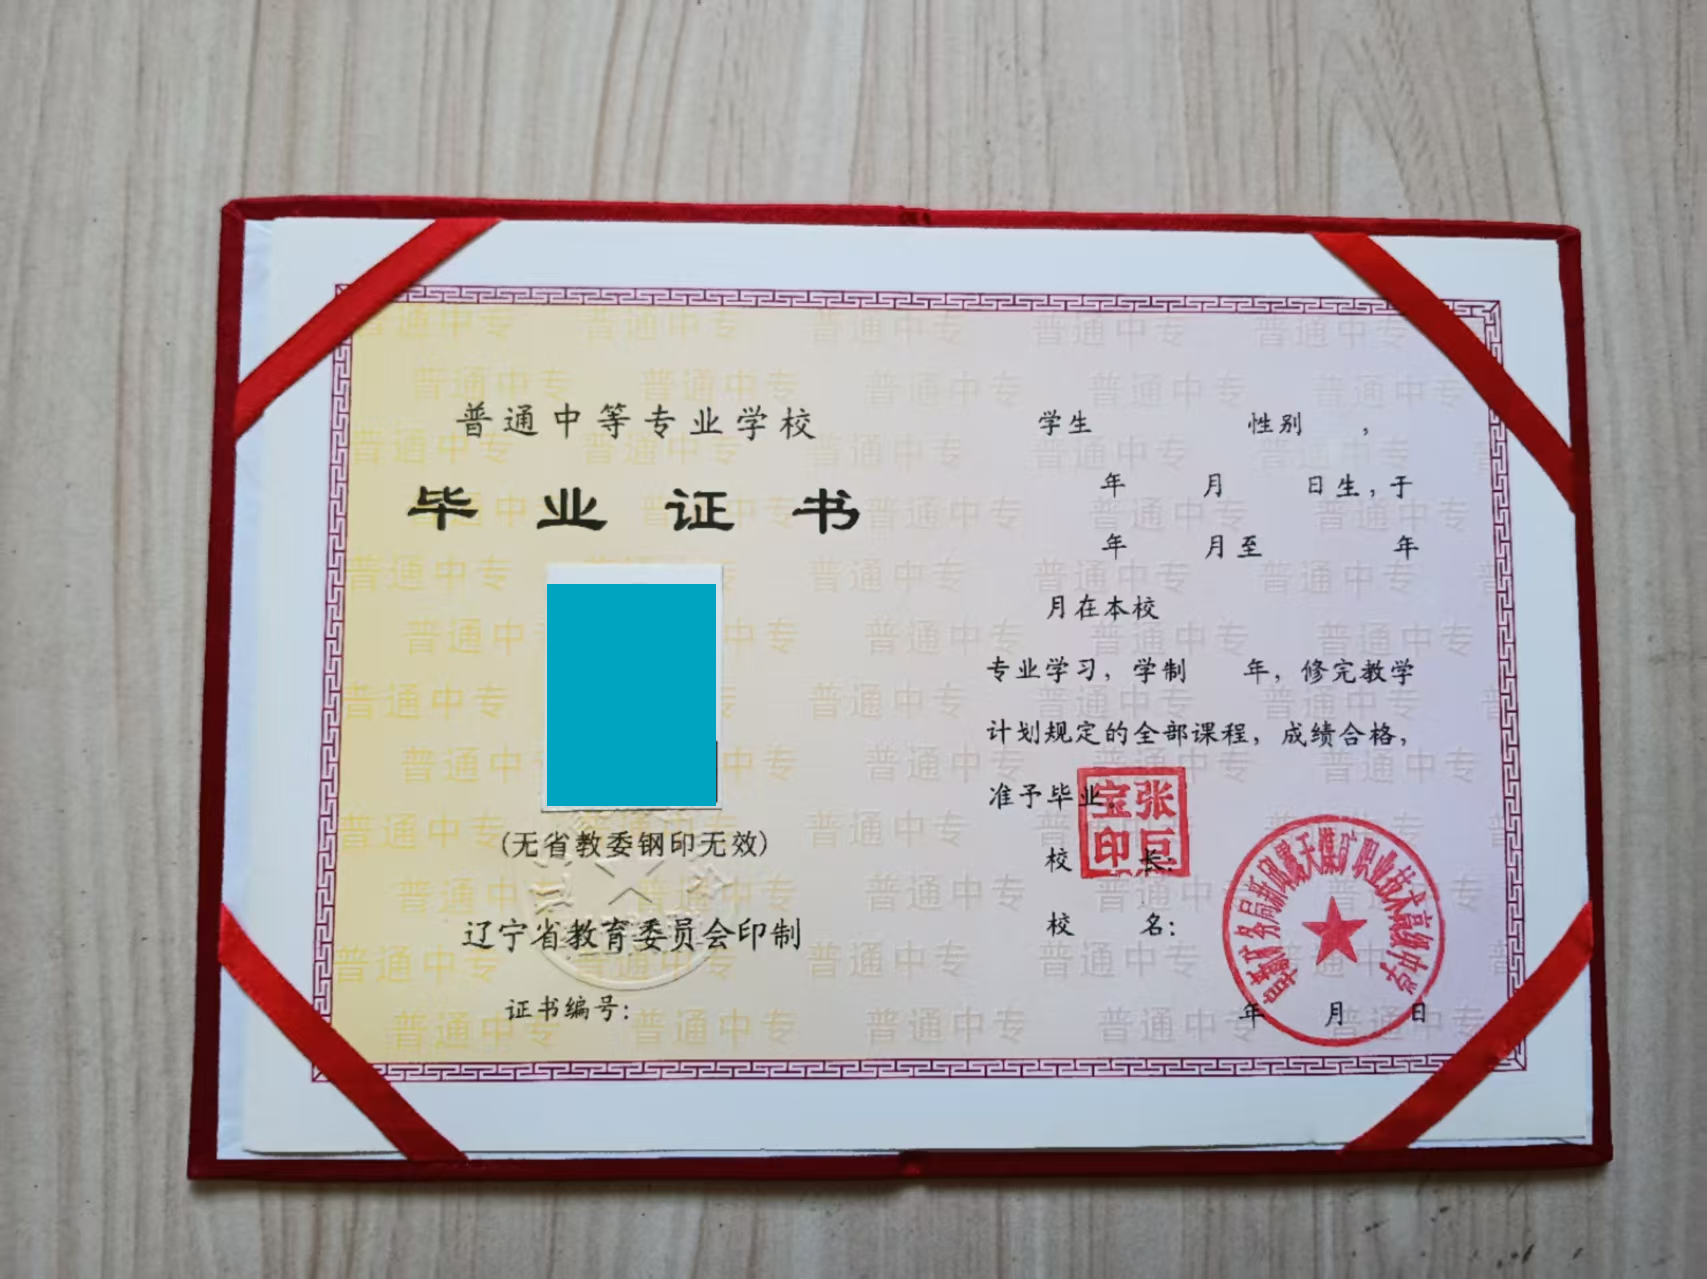 普通中等专业学校
毕业证书
(无省教委钢印无效)
辽宁省教育委员会印制
证书编号:
学生 性别 ,
年 月 日生,于
年 月至 年
月在本校
专业学习, 学制 年, 修完教学
计划规定的全部课程, 成绩合格,
准予毕业。
校 长:
张巨宝印
校 名:
年 月 日
普通中专